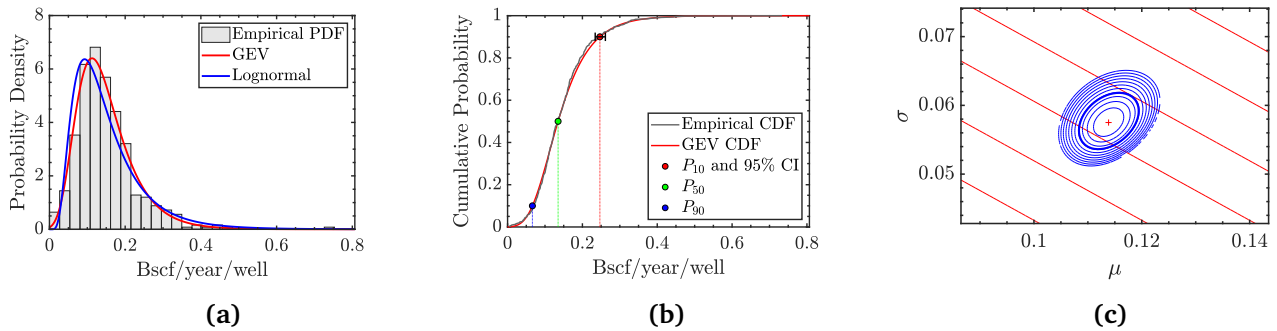 Probability Density
8
6
4
2
0
0 0.2 0.4 0.6 0.8
Bscf/year/well
Empirical PDF
GEV
Lognormal
(a)
Cumulative Probability
1
0.8
0.6
0.4
0.2
0
0 0.2 0.4 0.6 0.8
Bscf/year/well
Empirical CDF
GEV CDF
P10 and 95% CI
P50
P90
(b)
σ
0.07
0.06
0.05
0.1 0.12 0.14
μ
(c)